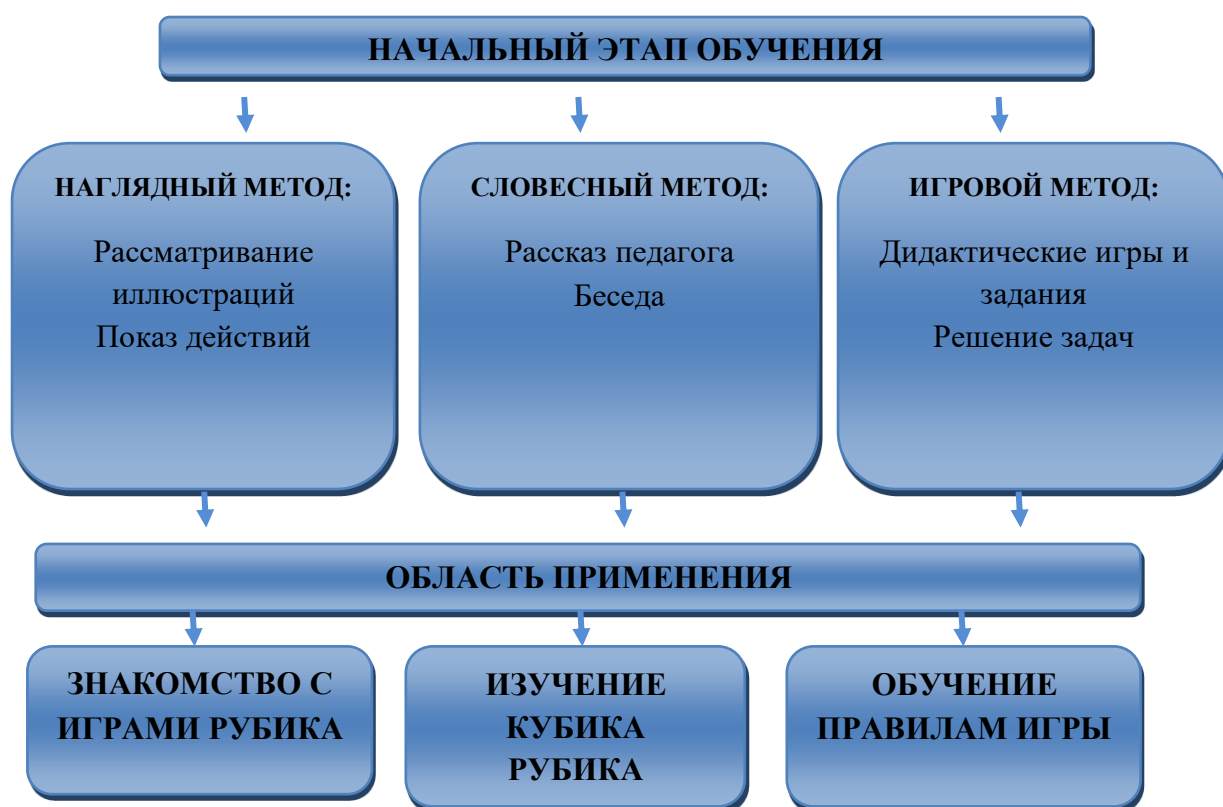 НАЧАЛЬНЫЙ ЭТАП ОБУЧЕНИЯ
НАГЛЯДНЫЙ МЕТОД:
Рассматривание
иллюстраций
Показ действий
СЛОВЕСНЫЙ МЕТОД:
Рассказ педагога
Беседа
ИГРОВОЙ МЕТОД:
Дидактические игры и
задания
Решение задач
ОБЛАСТЬ ПРИМЕНЕНИЯ
ЗНАКОМСТВО С
ИГРАМИ РУБИКА
ИЗУЧЕНИЕ
КУБИКА
РУБИКА
ОБУЧЕНИЕ
ПРАВИЛАМ ИГРЫ